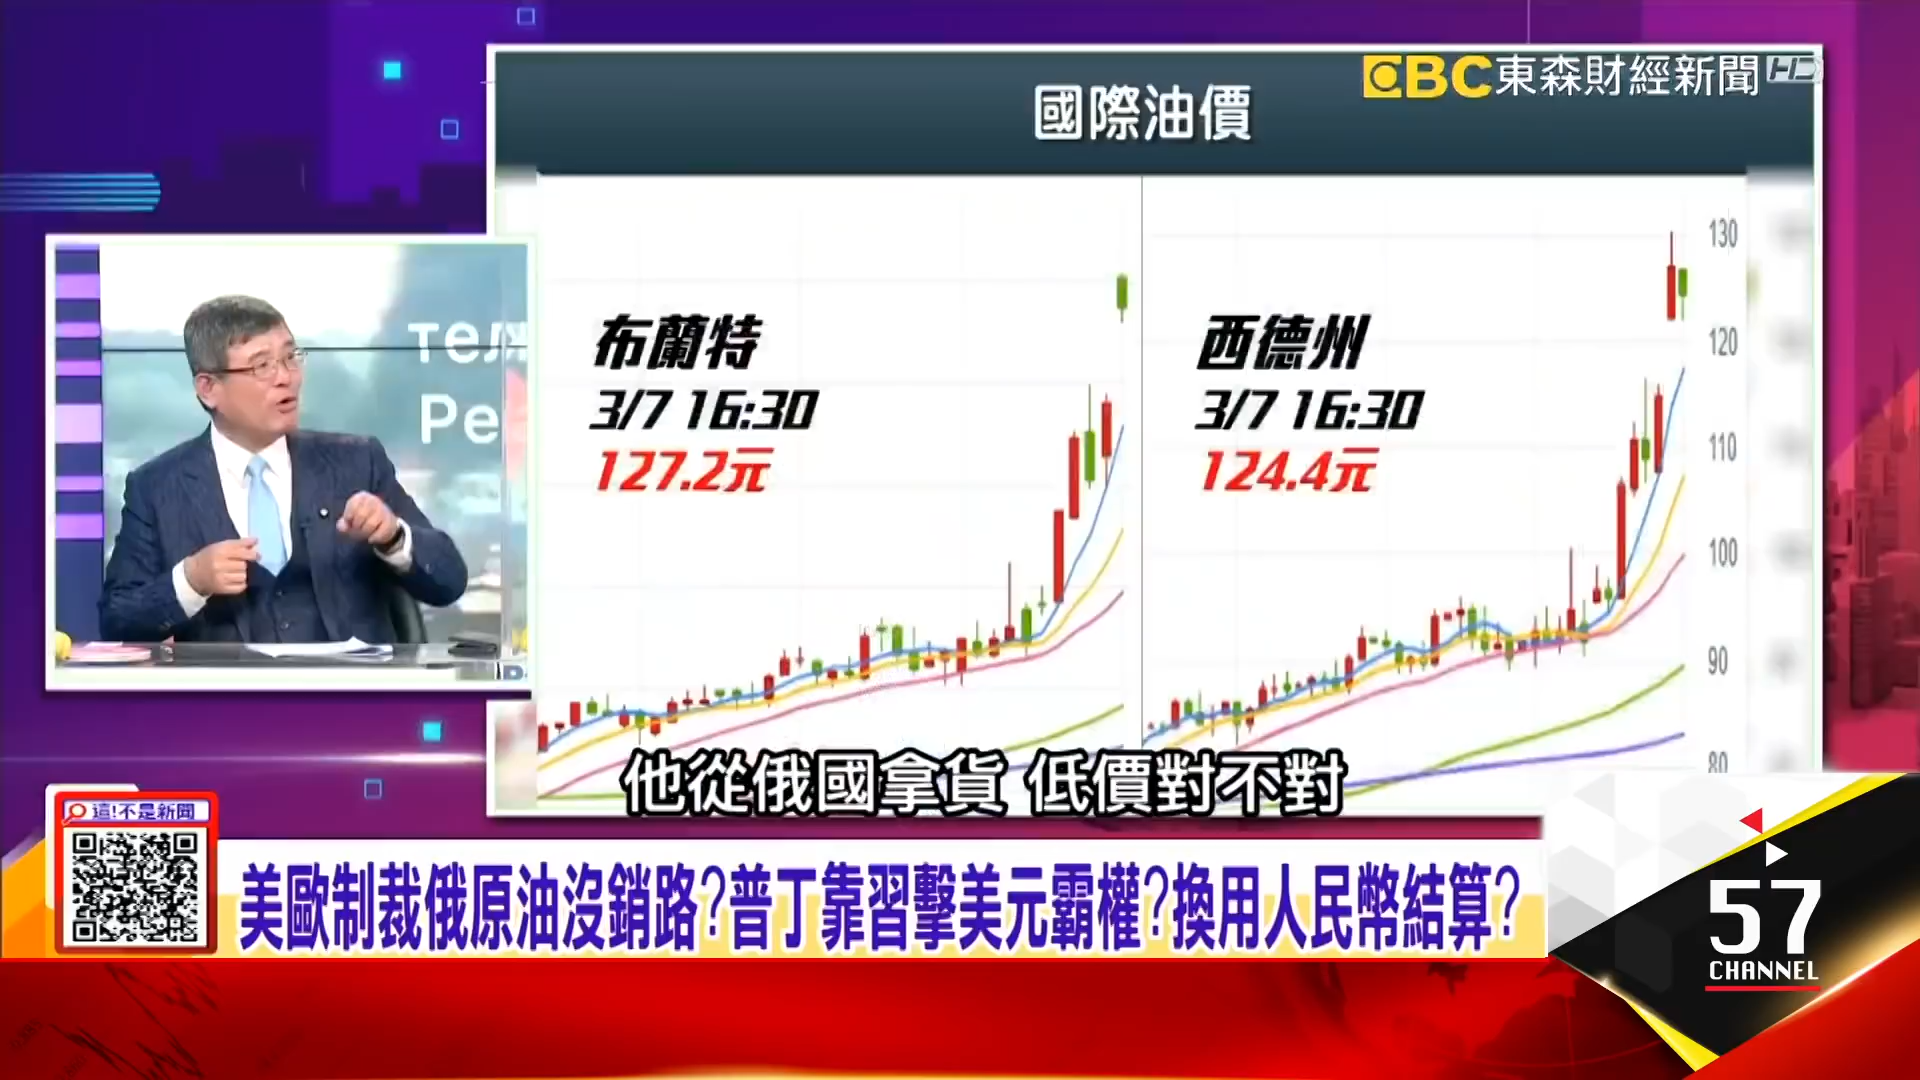 EBC東森財經新聞HD
國際油價
布蘭特
3/7 16:30
127.2元
西德州
3/7 16:30
124.4元
130
120
110
100
90
80
Теле
Ре
他從俄國拿貨 低價對不對
這!不是新聞
美歐制裁俄原油沒銷路?普丁靠習擊美元霸權?換用人民幣結算?
57
CHANNEL